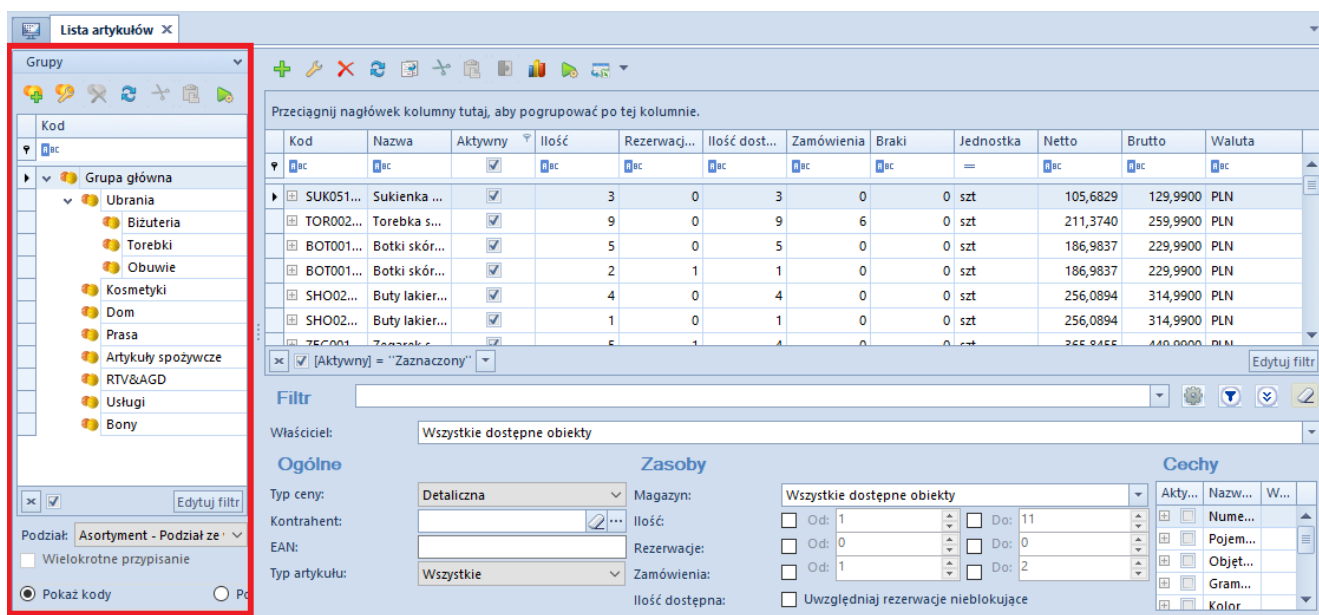 Lista artykułów
Grupy
Kod
Grupa główna
Ubrania
Biżuteria
Torebki
Obuwie
Kosmetyki
Dom
Prasa
Artykuły spożywcze
RTV&AGD
Usługi
Bony
Edytuj filtr
Podział: Asortyment - Podział ze
Wielokrotne przypisanie
Pokaż kody
Przeciągnij nagłówek kolumny tutaj, aby pogrupować po tej kolumnie.
Kod Nazwa Aktywny Ilość Rezerwacj... Ilość dost... Zamówienia Braki Jednostka Netto Brutto Waluta
SUK051... Sukienka ... 3 0 3 0 0 szt 105,6829 129,9900 PLN
TOR002... Torebka s... 9 0 9 6 0 szt 211,3740 259,9900 PLN
BOT001... Botki skór... 5 0 5 0 0 szt 186,9837 229,9900 PLN
BOT001... Botki skór... 2 1 1 0 0 szt 186,9837 229,9900 PLN
SHO02... Buty lakier... 4 0 4 0 0 szt 256,0894 314,9900 PLN
SHO02... Buty lakier... 1 0 1 0 0 szt 256,0894 314,9900 PLN
[Aktywny] = "Zaznaczony" Edytuj filtr
Filtr
Właściciel: Wszystkie dostępne obiekty
Ogólne
Typ ceny: Detaliczna
Kontrahent:
EAN:
Typ artykułu: Wszystkie
Zasoby
Magazyn: Wszystkie dostępne obiekty
Ilość: Od: 1 Do: 11
Rezerwacje: Od: 0 Do: 0
Zamówienia: Od: 1 Do: 2
Ilość dostępna: Uwzględniaj rezerwacje nieblokujące
Cechy
Akty... Nazw... W...
Nume...
Pojem...
Objęt...
Gram...
Kolor